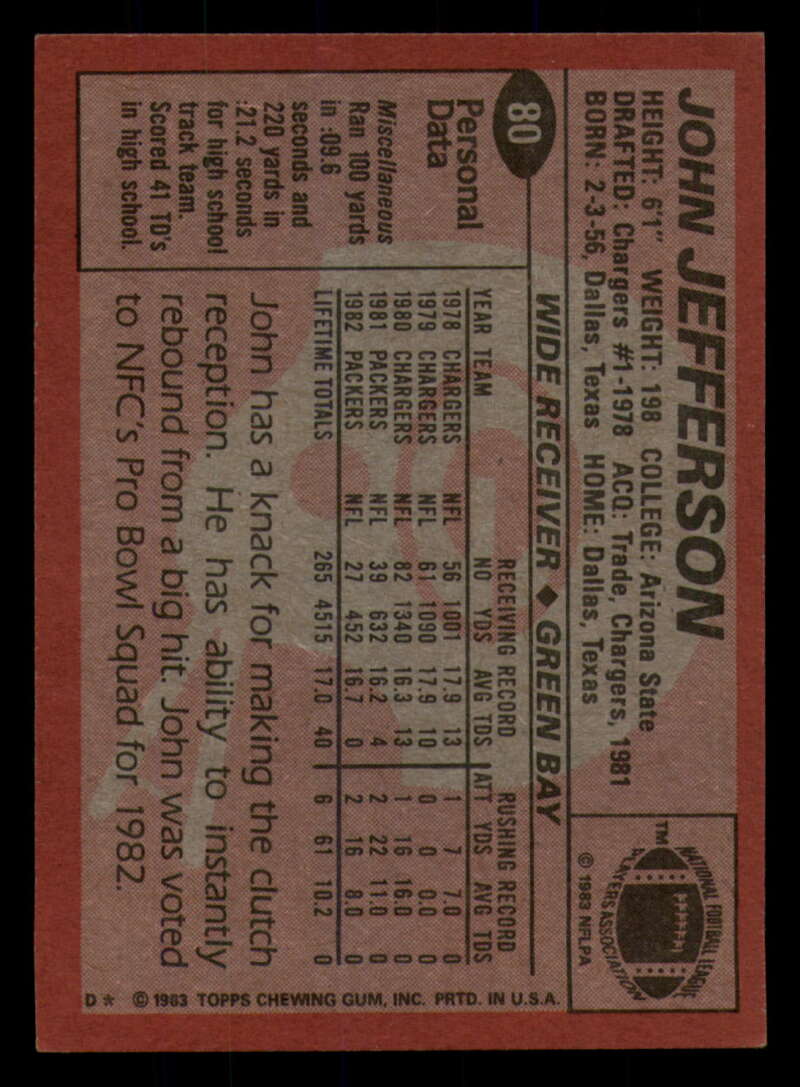 JOHN JEFFERSON
HEIGHT: 6'1" WEIGHT: 198 COLLEGE: Arizona State
DRAFTED: Chargers #1-1978 ACQ: Trade, Chargers, 1981
BORN: 2-3-56, Dallas, Texas HOME: Dallas, Texas
NATIONAL FOOTBALL LEAGUE
PLAYERS ASSOCIATION
TM
© 1983 NFLPA
80
WIDE RECEIVER ♦ GREEN BAY
Personal
Data
Miscellaneous
Ran 100 yards
in :09.6
seconds and
220 yards in
:21.2 seconds
for high school
track team.
Scored 41 TD's
in high school.
RECEIVING RECORD RUSHING RECORD
YEAR TEAM NO YDS AVG TDS ATT YDS AVG TDS
1978 CHARGERS NFL 56 1001 17.9 13 1 7 7.0 0
1979 CHARGERS NFL 61 1090 17.9 10 0 0 0.0 0
1980 CHARGERS NFL 82 1340 16.3 13 1 16 16.0 0
1981 PACKERS NFL 39 632 16.2 4 2 22 11.0 0
1982 PACKERS NFL 27 452 16.7 0 2 16 8.0 0
LIFETIME TOTALS 265 4515 17.0 40 6 61 10.2 0
John has a knack for making the clutch
reception. He has ability to instantly
rebound from a big hit. John was voted
to NFC's Pro Bowl Squad for 1982.
D* © 1983 TOPPS CHEWING GUM, INC. PRTD. IN U.S.A.